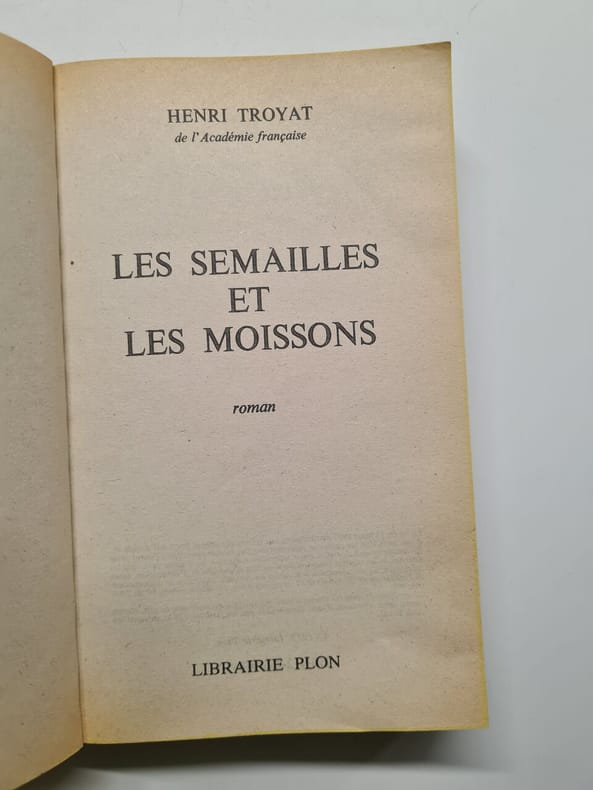 HENRI TROYAT
de l'Académie française
LES SEMAILLES
ET
LES MOISSONS
roman
LIBRAIRIE PLON